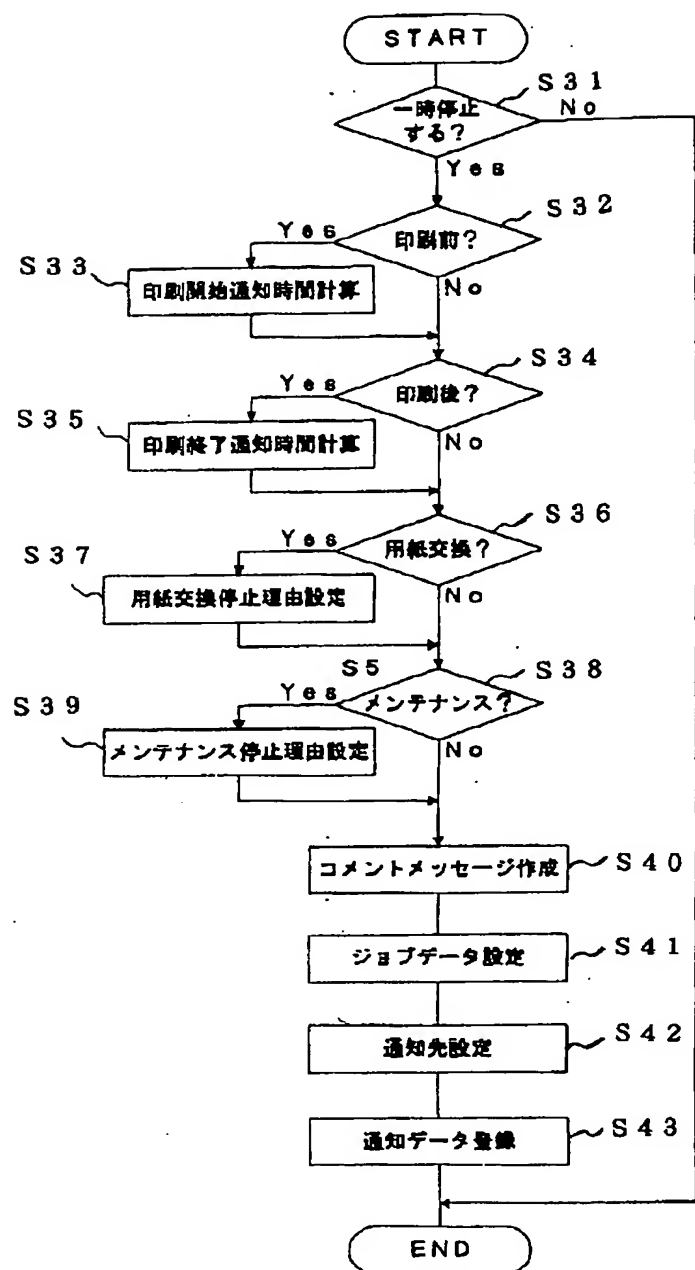 START
S31
一時停止
する?
No
Yes
S32
Yes
印刷前?
S33
印刷開始通知時間計算
No
S34
Yes
印刷後?
S35
印刷終了通知時間計算
No
S36
Yes
用紙交換?
S37
用紙交換停止理由設定
No
S5
S38
Yes
メンテナンス?
S39
メンテナンス停止理由設定
No
コメントメッセージ作成
S40
ジョブデータ設定
S41
通知先設定
S42
通知データ登録
S43
END